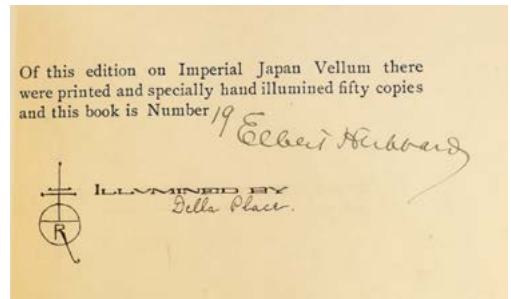 Of this edition on Imperial Japan Vellum there
were printed and specially hand illumined fifty copies
and this book is Number 19
Elbert Hubbard
ILLUMINED BY
Della Place.
R